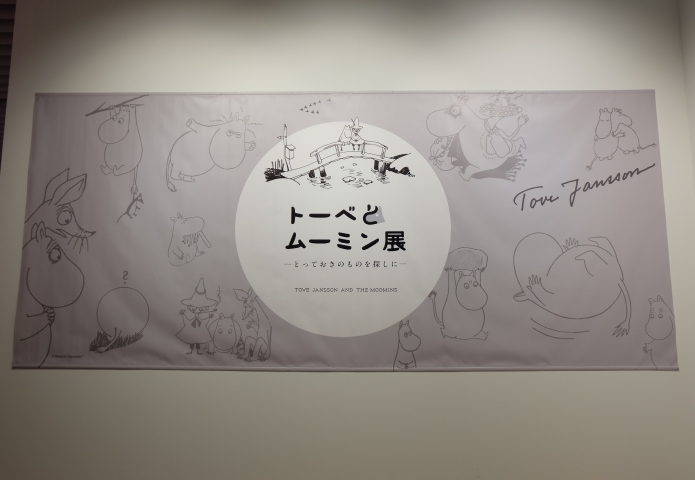 トーベと
ムーミン展
―とっておきのものを探しに―
TOVE JANSSON AND THE MOOMINS
Tove Jansson
?